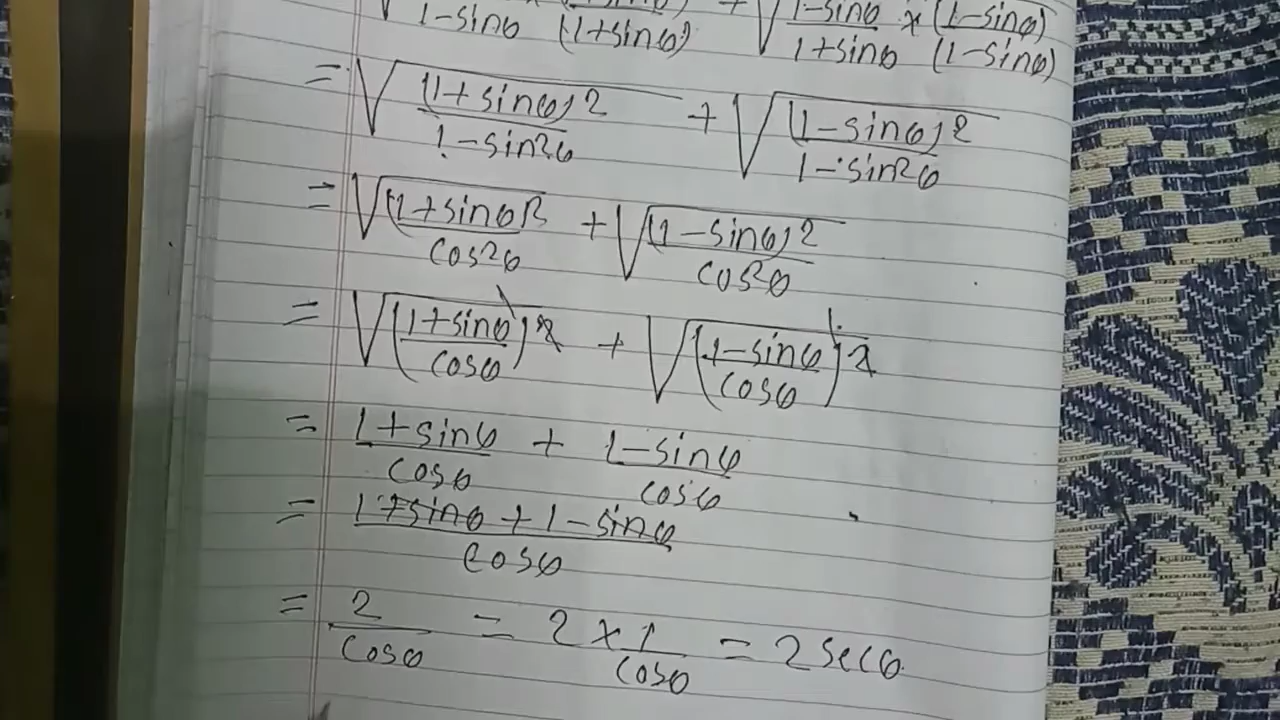 √ 1-sinθ (1+sinθ) + √ 1-sinθ/1+sinθ × (1-sinθ)/(1-sinθ)
= √ (1+sinθ)²/1-sin²θ + √ (1-sinθ)²/1-sin²θ
= √ (1+sinθ)²/cos²θ + √ (1-sinθ)²/cos²θ
= √ (1+sinθ/cosθ)² + √ (1-sinθ/cosθ)²
= 1+sinθ/cosθ + 1-sinθ/cosθ
= 1+sinθ+1-sinθ/cosθ
= 2/cosθ = 2×1/cosθ = 2secθ